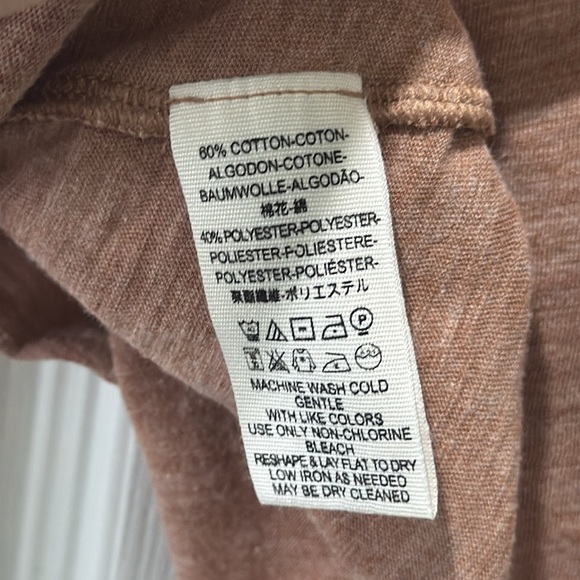 60% COTTON-COTON-
ALGODON-COTONE-
BAUMWOLLE-ALGODÃO-
棉花-綿
40% POLYESTER-POLYESTER-
POLIESTER-POLIESTERE-
POLYESTER-POLIÉSTER-
聚酯纖維-ポリエステル
P
MACHINE WASH COLD
GENTLE
WITH LIKE COLORS
USE ONLY NON-CHLORINE
BLEACH
RESHAPE & LAY FLAT TO DRY
LOW IRON AS NEEDED
MAY BE DRY CLEANED